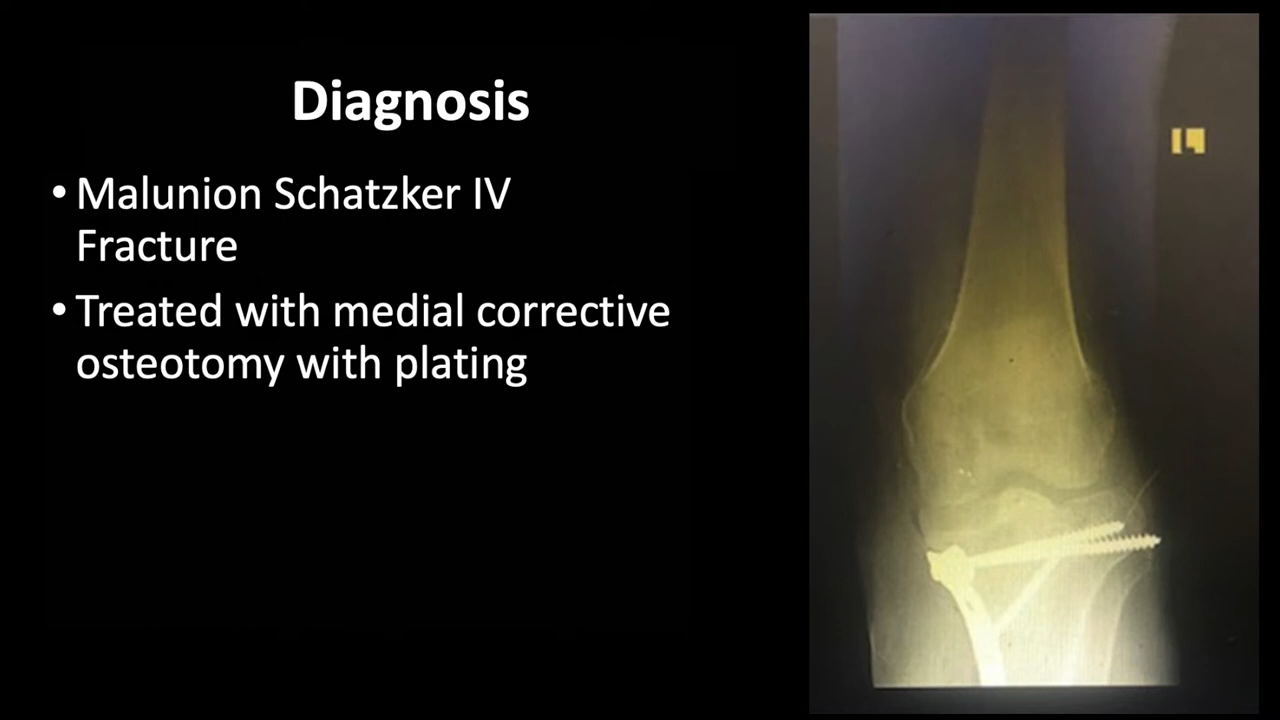 Diagnosis
• Malunion Schatzker IV
Fracture
• Treated with medial corrective
osteotomy with plating